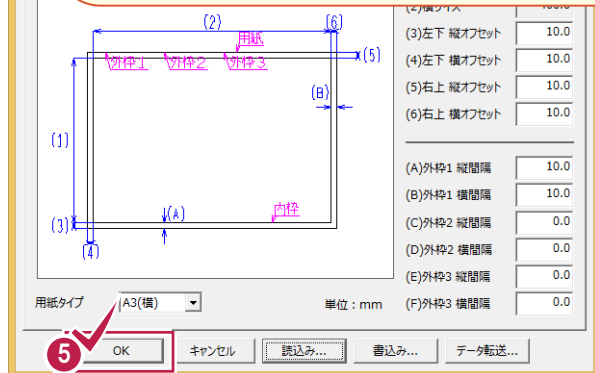 (2)横サイズ
(2)
(6)
用紙
(5)
外枠1
外枠2
外枠3
(B)
(1)
(A)
内枠
(3)
(4)
(3)左下 縦オフセット 10.0
(4)左下 横オフセット 10.0
(5)右上 縦オフセット 10.0
(6)右上 横オフセット 10.0
(A)外枠1 縦間隔 10.0
(B)外枠1 横間隔 10.0
(C)外枠2 縦間隔 0.0
(D)外枠2 横間隔 0.0
(E)外枠3 縦間隔 0.0
(F)外枠3 横間隔 0.0
用紙タイプ A3(横) 単位：mm
5 OK キャンセル 読込み... 書込み... データ転送...